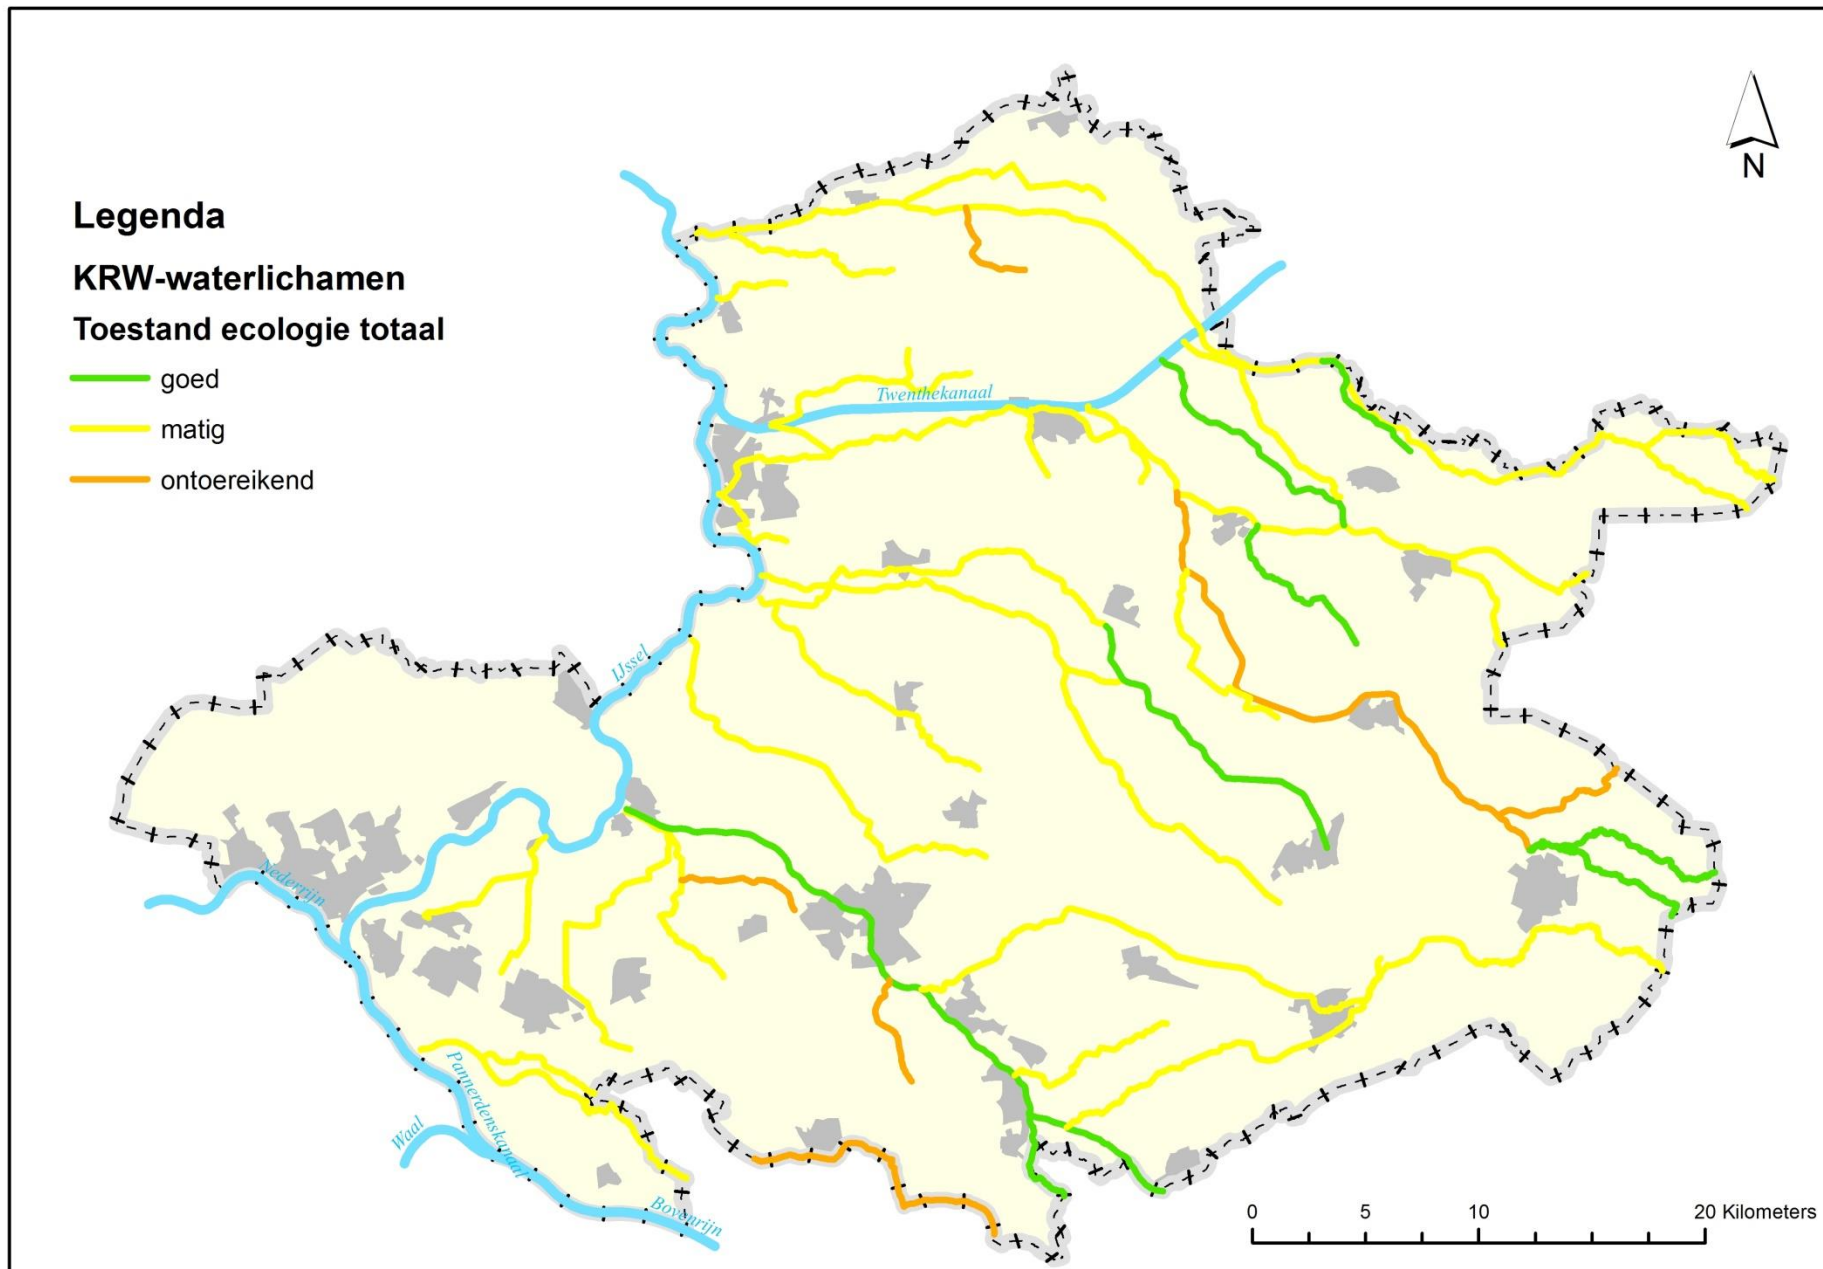 Legenda
KRW-waterlichamen
Toestand ecologie totaal
goed
matig
ontoereikend
N
Twenthekanaal
IJssel
Nederrijn
Pannerdenskanaal
Waal
Bovenrijn
0 5 10 20 Kilometers